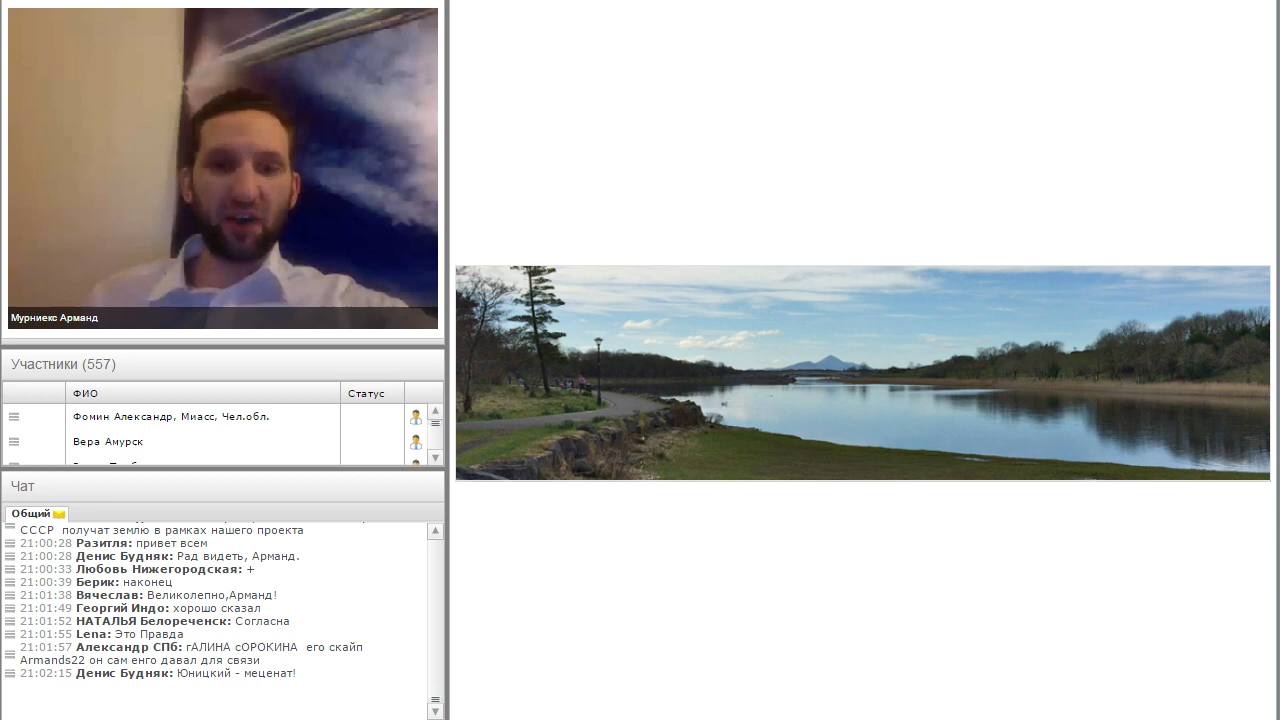 Мурниекс Арманд
Участники (557)
ФИО
Статус
Фомин Александр, Миасс, Чел.обл.
Вера Амурск
Чат
Общий
СССР получат землю в рамках нашего проекта
21:00:28 Разитля: привет всем
21:00:28 Денис Будняк: Рад видеть, Арманд.
21:00:33 Любовь Нижегородская: +
21:00:39 Берик: наконец
21:01:38 Вячеслав: Великолепно,Арманд!
21:01:49 Георгий Индо: хорошо сказал
21:01:52 НАТАЛЬЯ Белореченск: Согласна
21:01:55 Lena: Это Правда
21:01:57 Александр СПб: гАЛИНА сОРОКИНА его скайп
Armands22 он сам енго давал для связи
21:02:15 Денис Будняк: Юницкий - меценат!